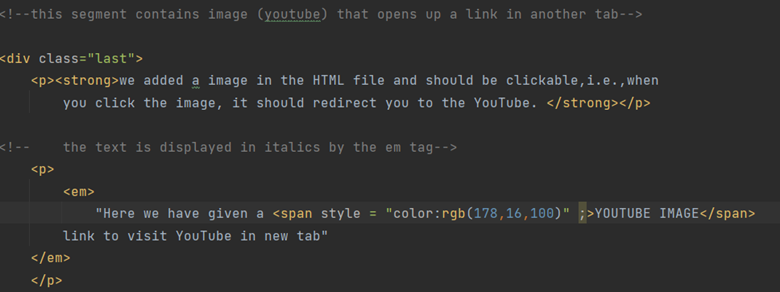 <!--this segment contains image (youtube) that opens up a link in another tab-->
<div class="last">
<p><strong>we added a image in the HTML file and should be clickable,i.e.,when
you click the image, it should redirect you to the YouTube. </strong></p>
<!-- the text is displayed in italics by the em tag-->
<p>
<em>
"Here we have given a <span style = "color:rgb(178,16,100)" ;>YOUTUBE IMAGE</span>
link to visit YouTube in new tab"
</em>
</p>